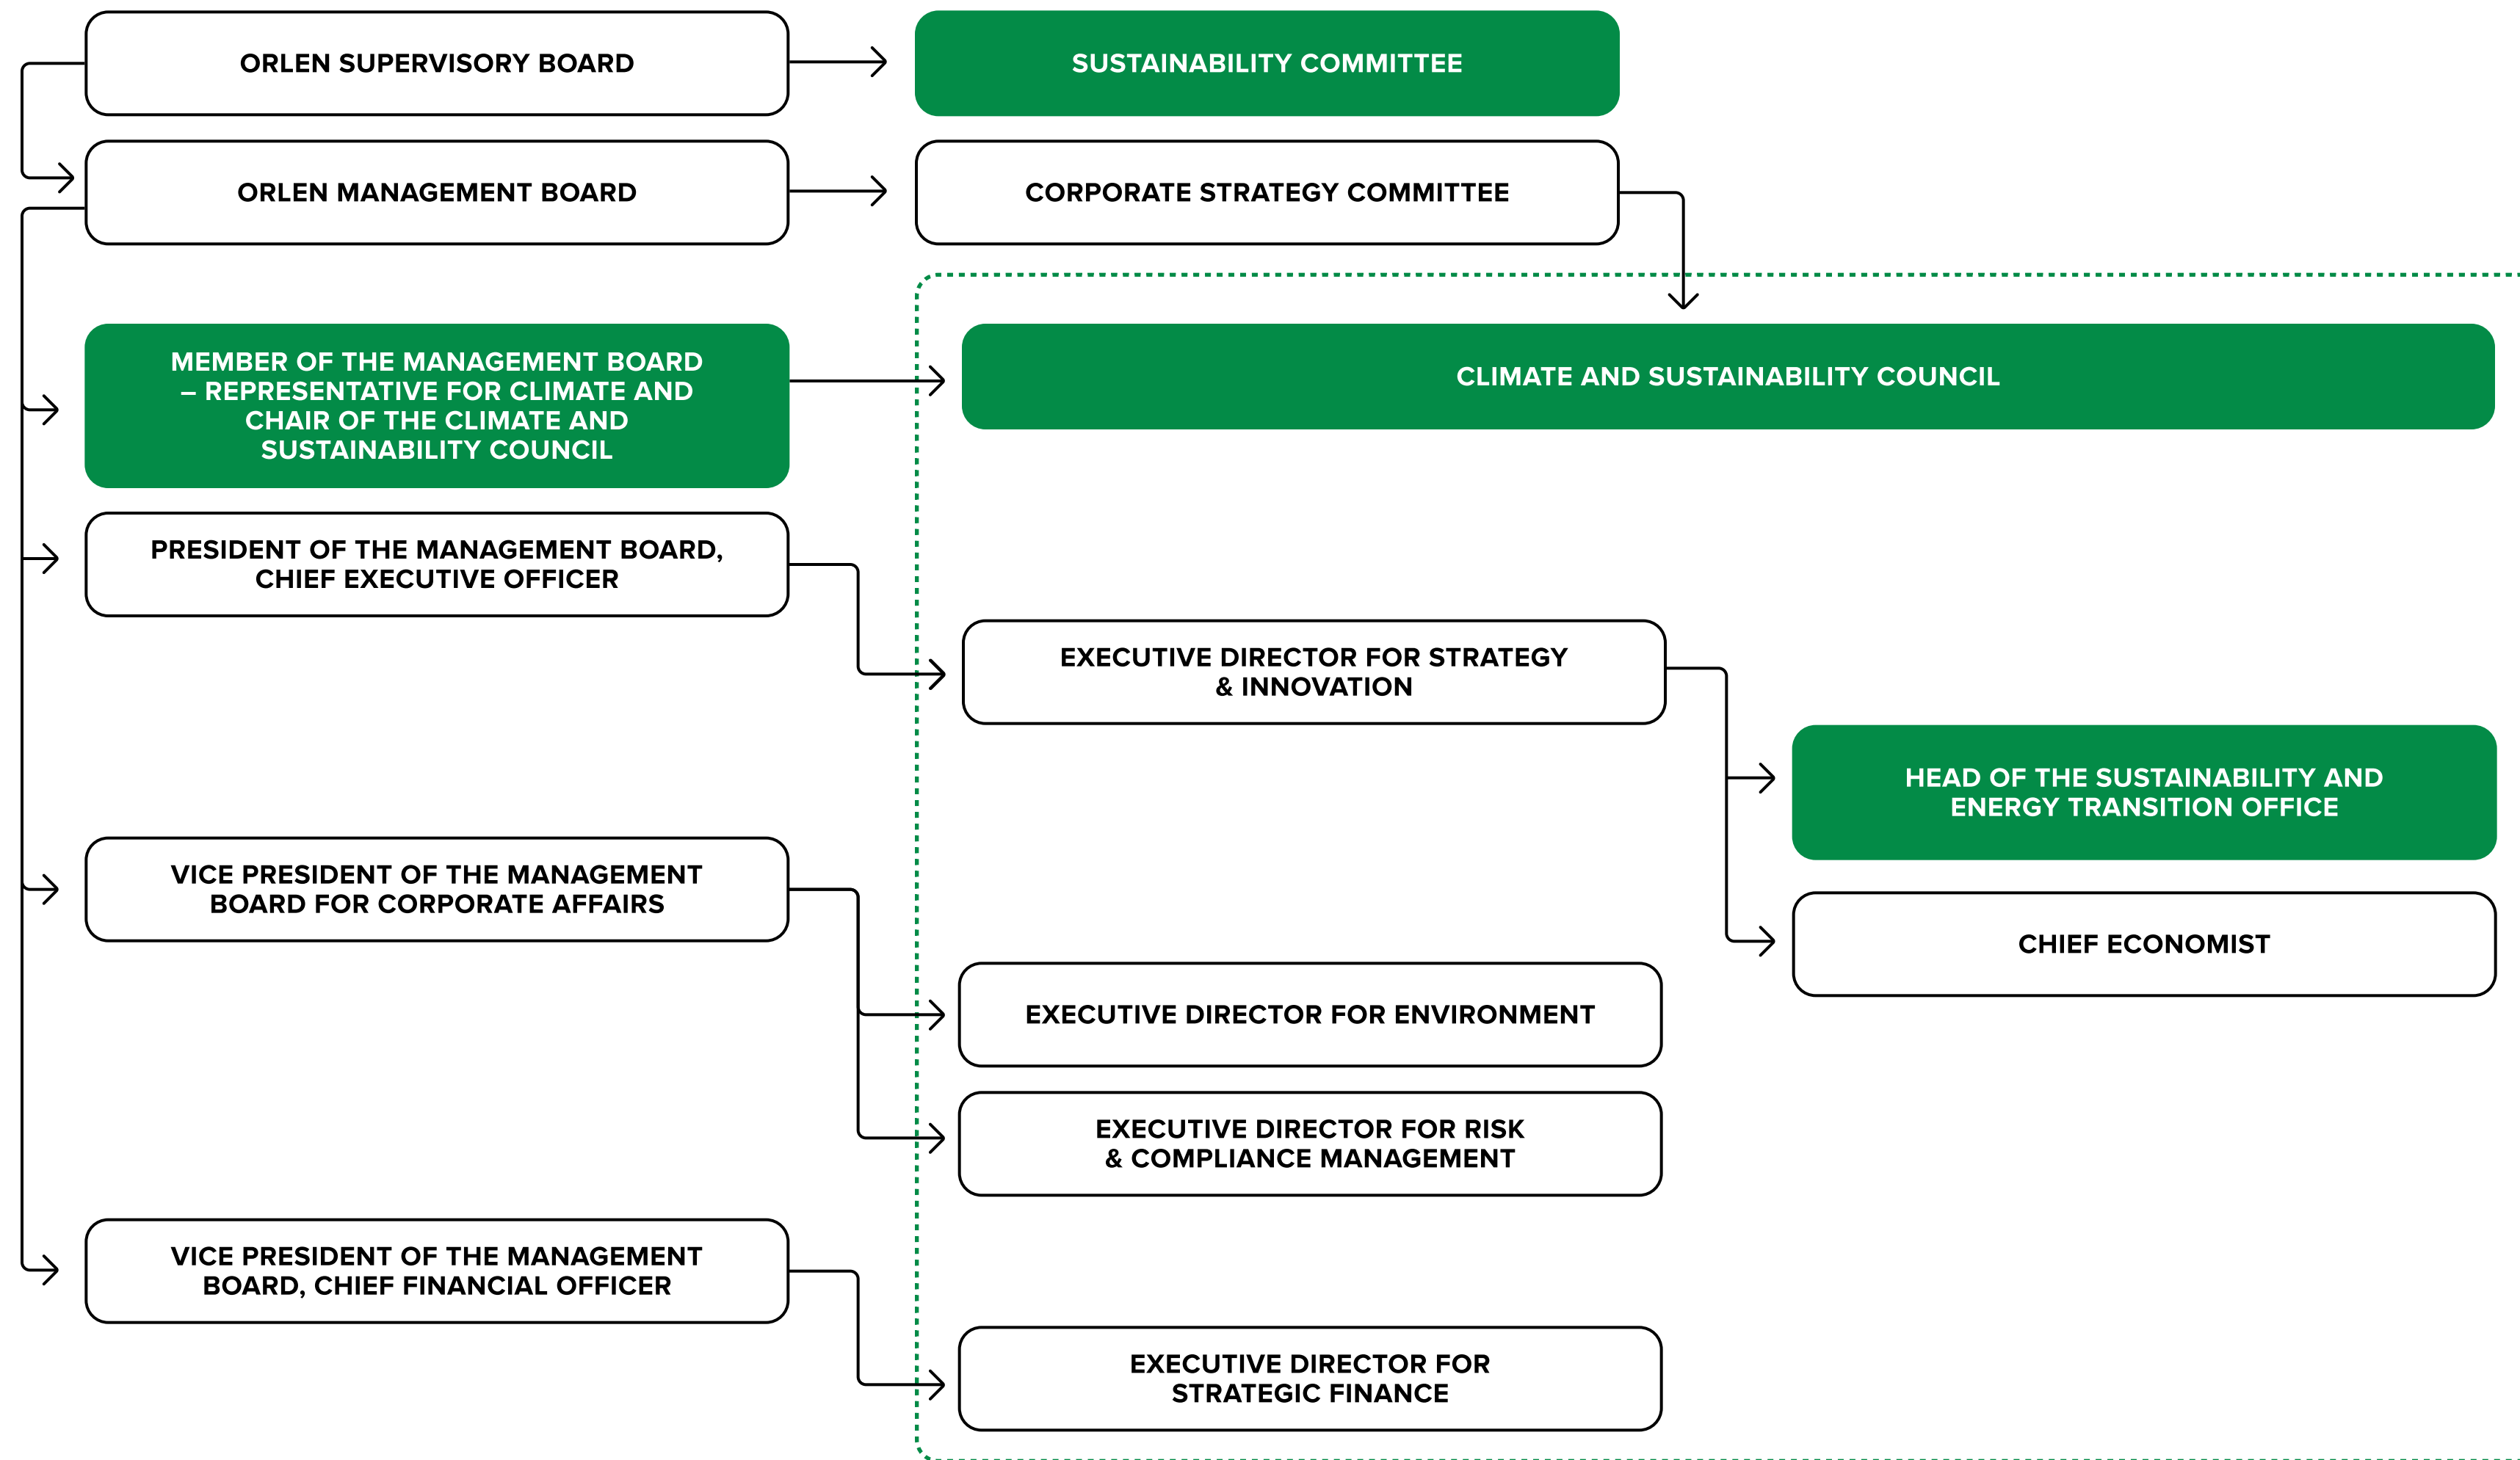 ORLEN SUPERVISORY BOARD
SUSTAINABILITY COMMITTEE
ORLEN MANAGEMENT BOARD
CORPORATE STRATEGY COMMITTEE
MEMBER OF THE MANAGEMENT BOARD
– REPRESENTATIVE FOR CLIMATE AND
CHAIR OF THE CLIMATE AND
SUSTAINABILITY COUNCIL
CLIMATE AND SUSTAINABILITY COUNCIL
PRESIDENT OF THE MANAGEMENT BOARD,
CHIEF EXECUTIVE OFFICER
EXECUTIVE DIRECTOR FOR STRATEGY
& INNOVATION
HEAD OF THE SUSTAINABILITY AND
ENERGY TRANSITION OFFICE
VICE PRESIDENT OF THE MANAGEMENT
BOARD FOR CORPORATE AFFAIRS
CHIEF ECONOMIST
EXECUTIVE DIRECTOR FOR ENVIRONMENT
EXECUTIVE DIRECTOR FOR RISK
& COMPLIANCE MANAGEMENT
VICE PRESIDENT OF THE MANAGEMENT
BOARD, CHIEF FINANCIAL OFFICER
EXECUTIVE DIRECTOR FOR
STRATEGIC FINANCE